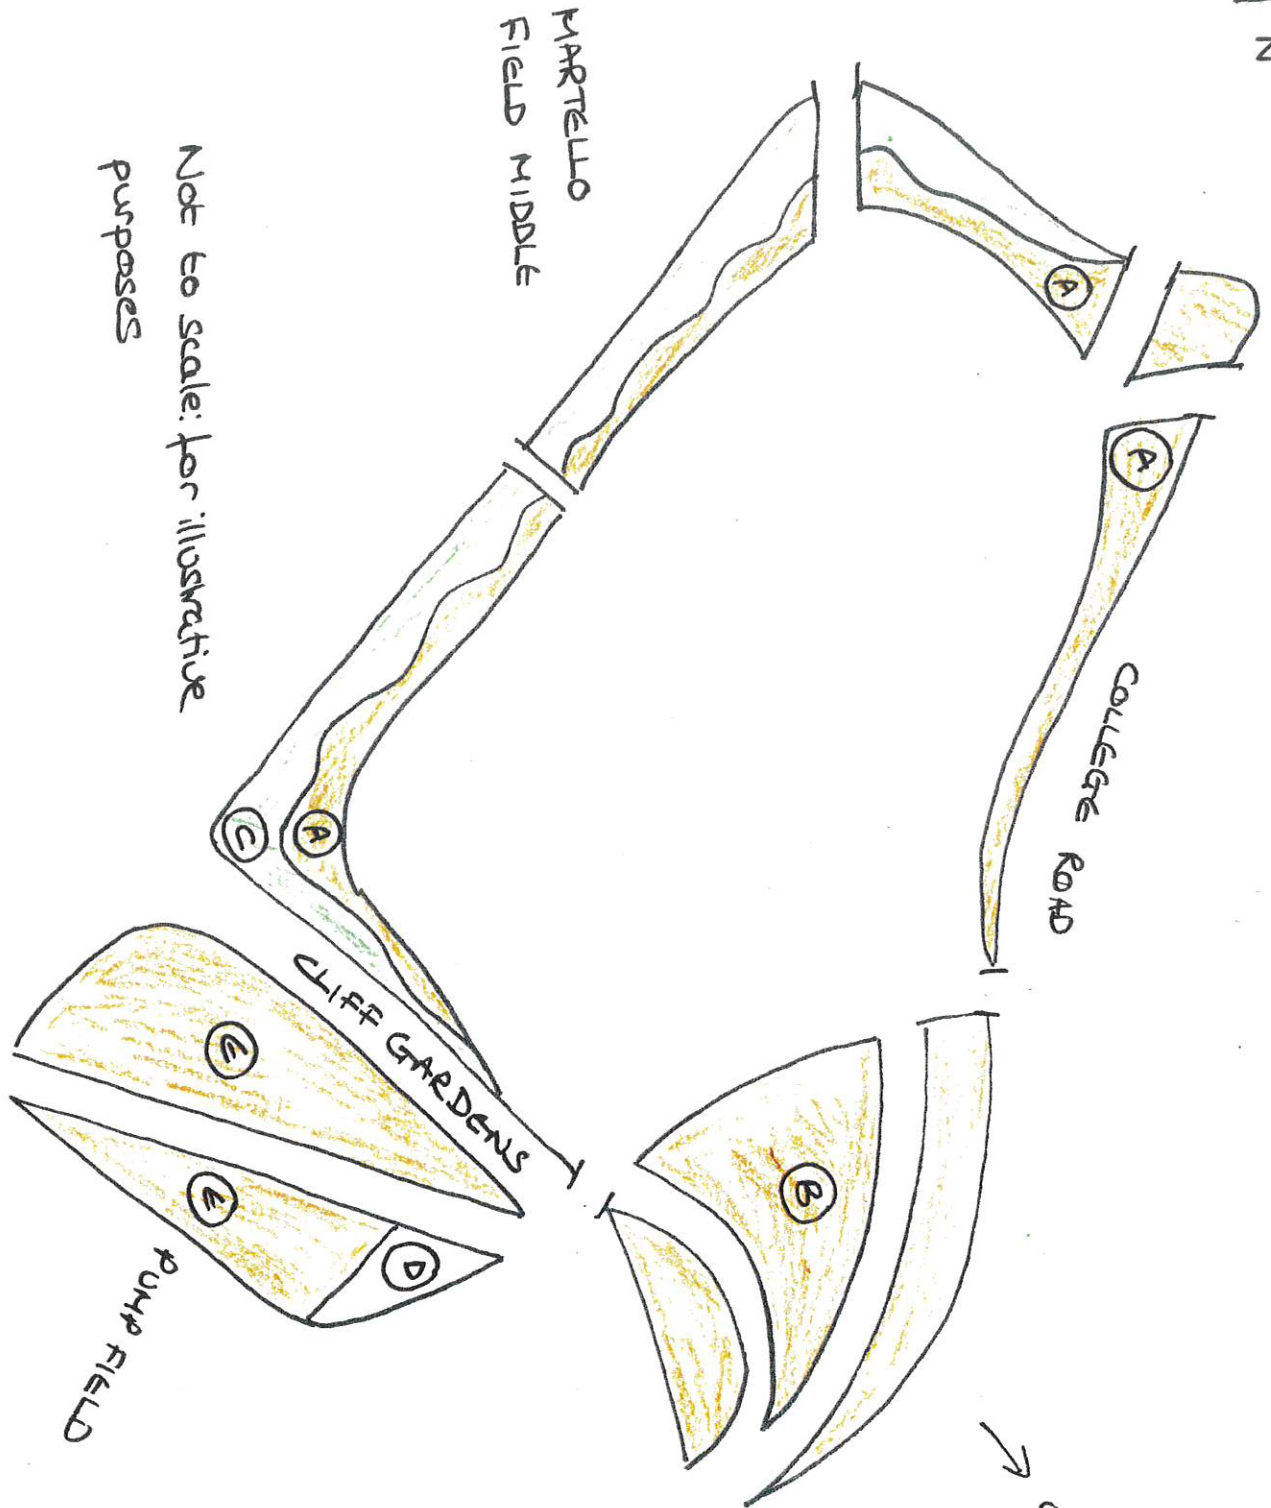 N
MARTELLO
FIELD MIDDLE
Not to scale: for illustrative
purposes
A
A
COLLEGE ROAD
A
C
CLIFF GARDENS
B
E
E
D
PUMP FIELD